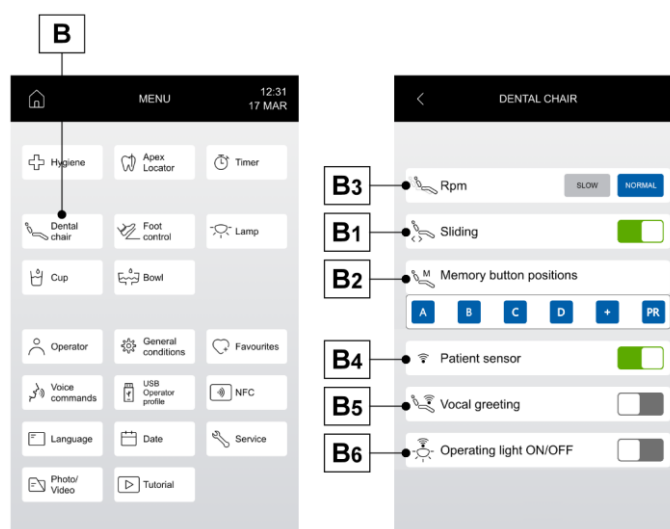 B
MENU
12:31
17 MAR
Hygiene
Apex
Locator
Timer
Dental
chair
Foot
control
Lamp
Cup
Bowl
Operator
General
conditions
Favourites
Voice
commands
USB
Operator
profile
NFC
Language
Date
Service
Photo/
Video
Tutorial
DENTAL CHAIR
B3
Rpm
SLOW
NORMAL
B1
Sliding
B2
M
Memory button positions
A B C D + PR
B4
Patient sensor
B5
Vocal greeting
B6
Operating light ON/OFF